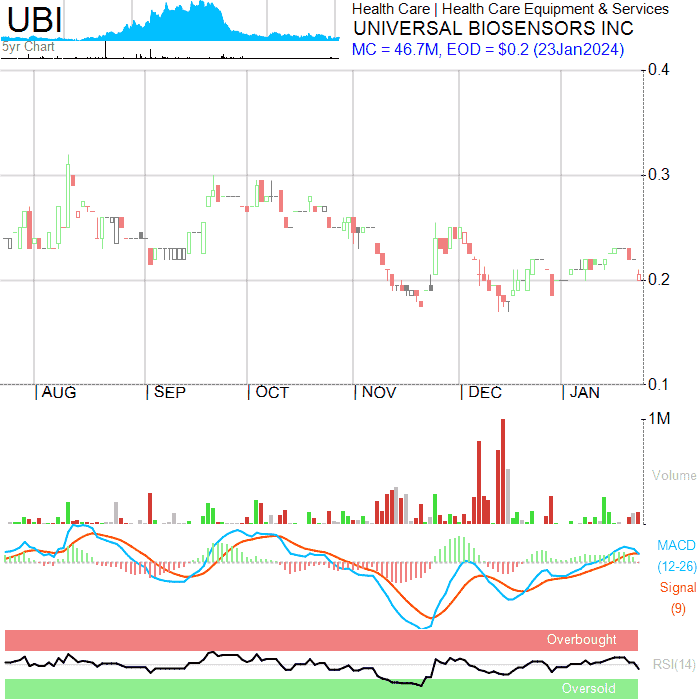 UBI
5yr Chart
Health Care | Health Care Equipment & Services
UNIVERSAL BIOSENSORS INC
MC = 46.7M, EOD = $0.2 (23Jan2024)
0.4
0.3
0.2
0.1
AUG
SEP
OCT
NOV
DEC
JAN
1M
Volume
MACD
(12-26)
Signal
(9)
Overbought
RSI(14)
Oversold